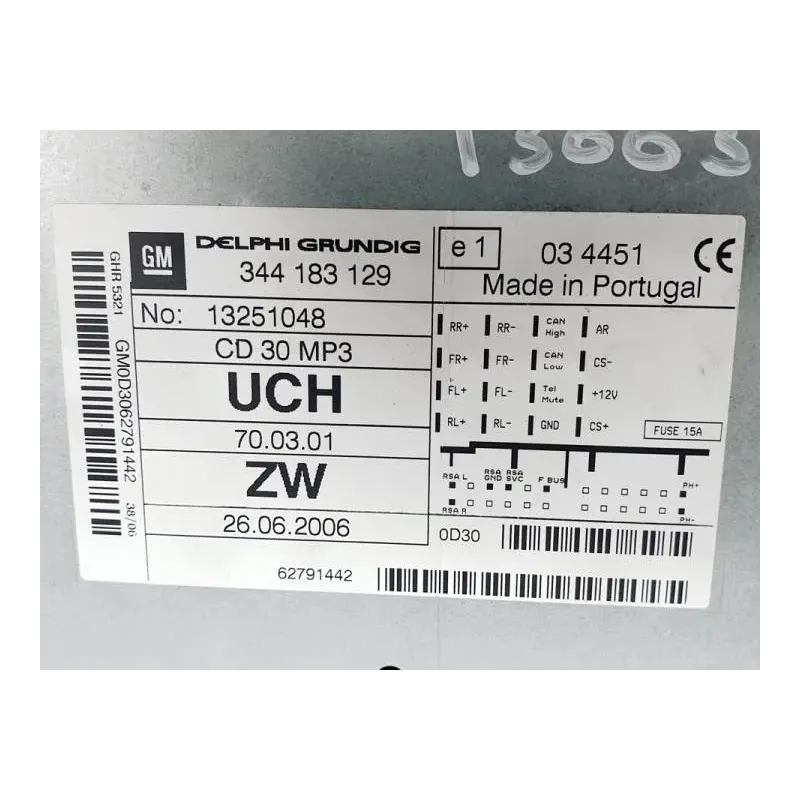 15663
GM
DELPHI GRUNDIG
344 183 129
e 1
03 4451
Made in Portugal
CE
No: 13251048
CD 30 MP3
UCH
70.03.01
ZW
26.06.2006
RR+ RR- CAN High AR
FR+ FR- CAN Low CS-
FL+ FL- Tel Mute +12V
RL+ RL- GND CS+
FUSE 15A
RSA L RSA GND RSA SVC F BUS PH+
RSA R PH-
0D30
62791442
GHR 5321
GM0D3062791442 38/06